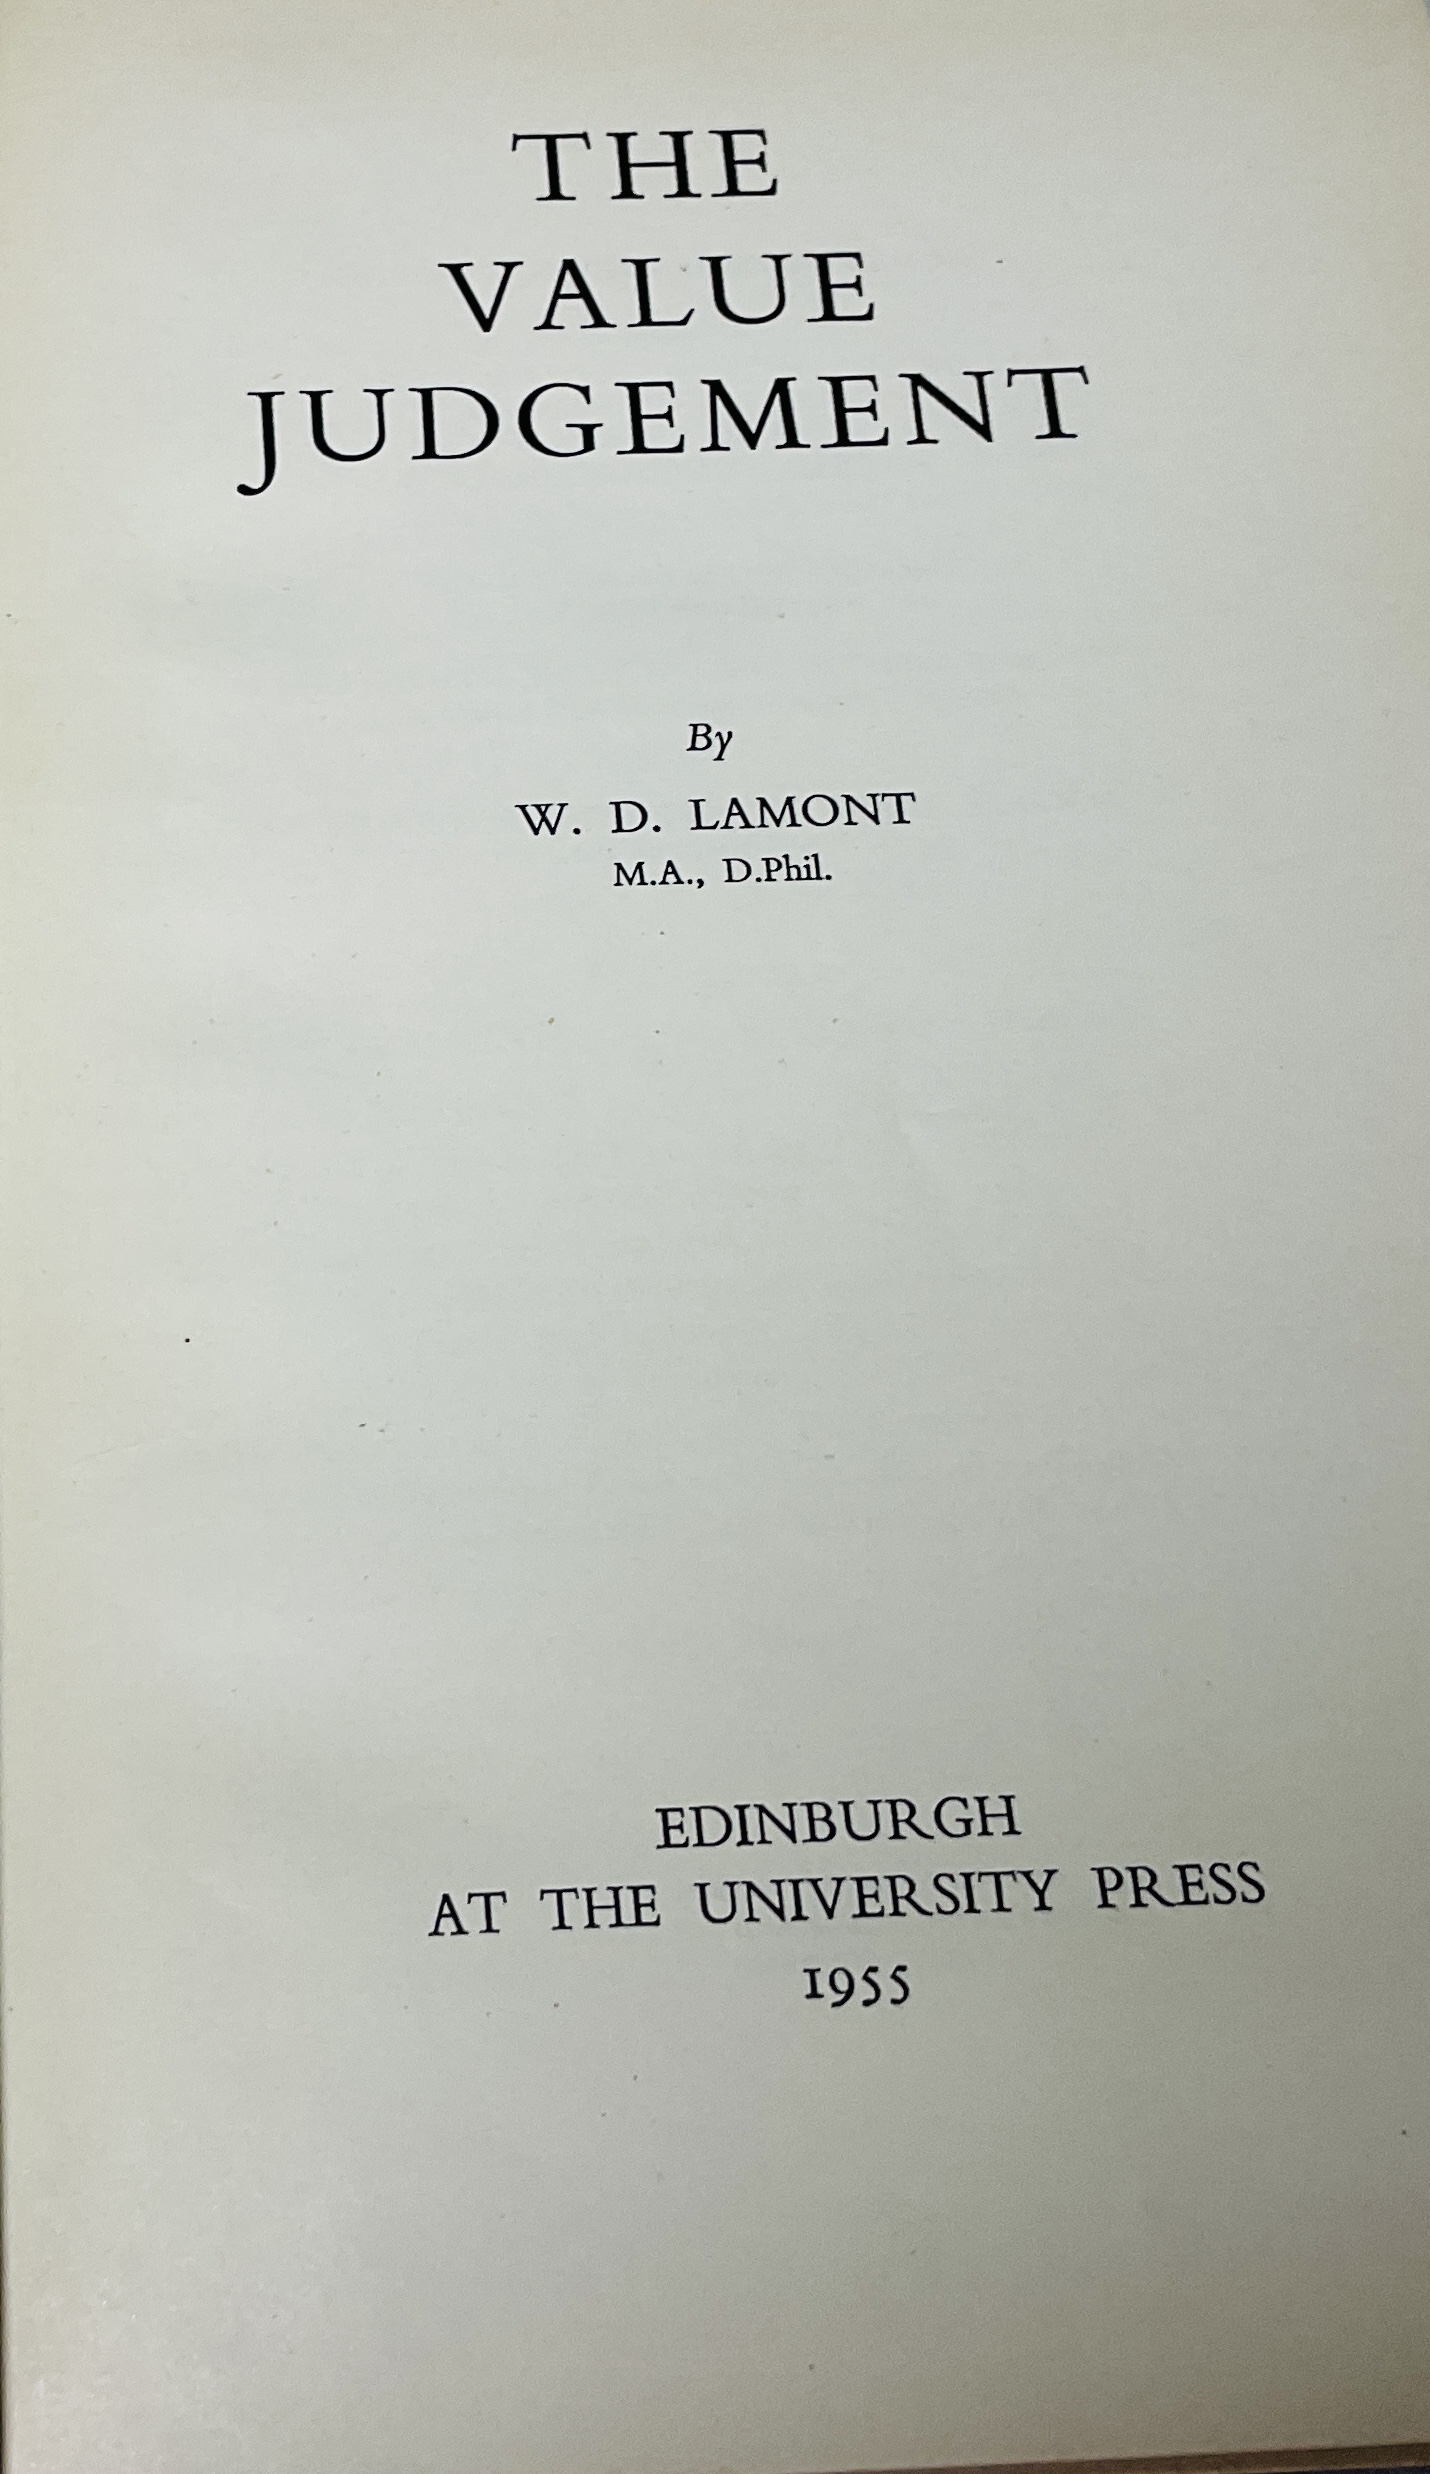 THE
VALUE
JUDGEMENT
By
W. D. LAMONT
M.A., D.Phil.
EDINBURGH
AT THE UNIVERSITY PRESS
1955